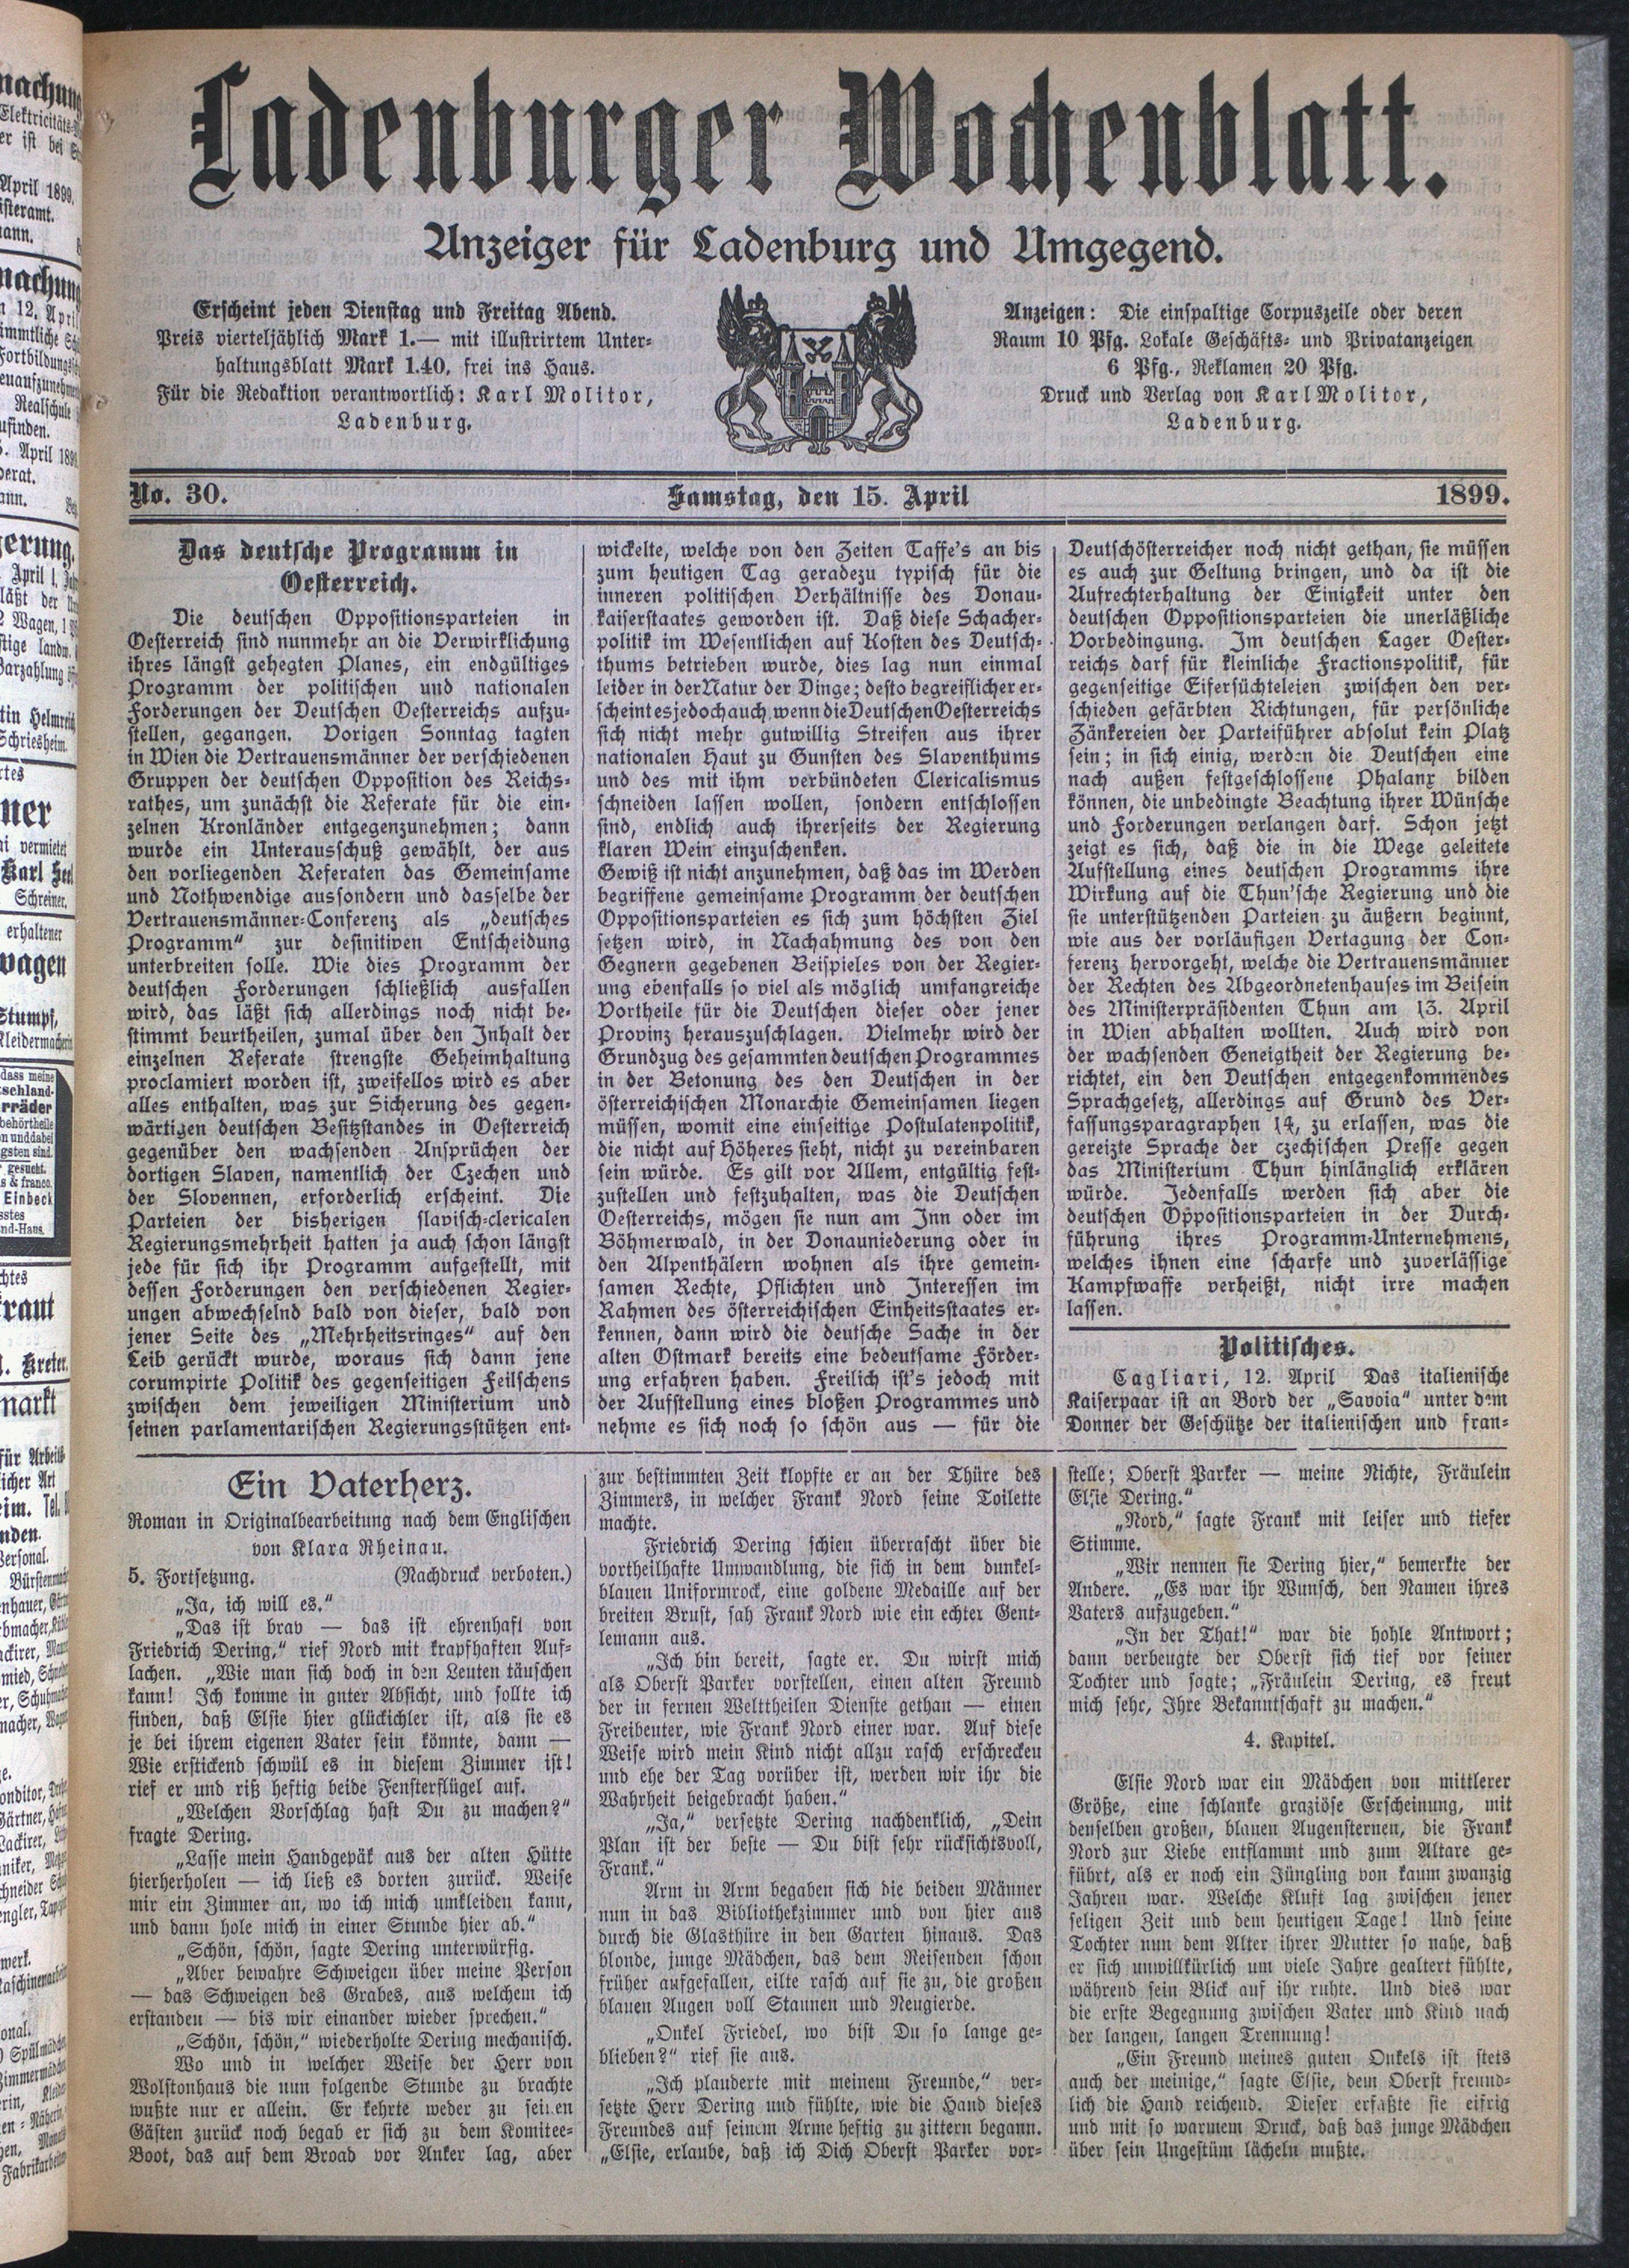 Ladenburger Wochenblatt.
Anzeiger für Ladenburg und Umgegend.
Erscheint jeden Dienstag und Freitag Abend.
Preis vierteljählich Mark 1.— mit illustrirtem Unter-
haltungsblatt Mark 1.40, frei ins Haus.
Für die Redaktion verantwortlich: Karl Molitor,
Ladenburg.
Anzeigen: Die einspaltige Corpuszeile oder deren
Raum 10 Pfg. Lokale Geschäfts- und Privatanzeigen
6 Pfg., Reklamen 20 Pfg.
Druck und Verlag von Karl Molitor,
Ladenburg.
No. 30.
Samstag, den 15. April
1899.
Das deutsche Programm in
Oesterreich.
Die deutschen Oppositionsparteien in
Oesterreich sind nunmehr an die Verwirklichung
ihres längst gehegten Planes, ein endgültiges
Programm der politischen und nationalen
Forderungen der Deutschen Oesterreichs aufzu-
stellen, gegangen. Vorigen Sonntag tagten
in Wien die Vertrauensmänner der verschiedenen
Gruppen der deutschen Opposition des Reichs-
rathes, um zunächst die Referate für die ein-
zelnen Kronländer entgegenzunehmen; dann
wurde ein Unterausschuß gewählt, der aus
den vorliegenden Referaten das Gemeinsame
und Nothwendige aussondern und dasselbe der
Vertrauensmänner-Conferenz als „deutsches
Programm“ zur definitiven Entscheidung
unterbreiten solle. Wie dies Programm der
deutschen Forderungen schließlich ausfallen
wird, das läßt sich allerdings noch nicht be-
stimmt beurtheilen, zumal über den Inhalt der
einzelnen Referate strengste Geheimhaltung
proclamiert worden ist, zweifellos wird es aber
alles enthalten, was zur Sicherung des gegen-
wärtigen deutschen Besitzstandes in Oesterreich
gegenüber den wachsenden Ansprüchen der
dortigen Slaven, namentlich der Czechen und
der Slovennen, erforderlich erscheint. Die
Parteien der bisherigen slavisch-clericalen
Regierungsmehrheit hatten ja auch schon längst
jede für sich ihr Programm aufgestellt, mit
dessen Forderungen den verschiedenen Regier-
ungen abwechselnd bald von dieser, bald von
jener Seite des „Mehrheitsringes“ auf den
Leib gerückt wurde, woraus sich dann jene
corumpirte Politik des gegenseitigen Feilschens
zwischen dem jeweiligen Ministerium und
seinen parlamentarischen Regierungsstützen ent-
wickelte, welche von den Zeiten Taffe's an bis
zum heutigen Tag geradezu typisch für die
inneren politischen Verhältnisse des Donau-
kaiserstaates geworden ist. Daß diese Schacher-
politik im Wesentlichen auf Kosten des Deutsch-
thums betrieben wurde, dies lag nun einmal
leider in der Natur der Dinge; desto begreiflicher er-
scheint es jedoch auch, wenn die Deutschen Oesterreichs
sich nicht mehr gutwillig Streifen aus ihrer
nationalen Haut zu Gunsten des Slaventhums
und des mit ihm verbündeten Clericalismus
schneiden lassen wollen, sondern entschlossen
sind, endlich auch ihrerseits der Regierung
klaren Wein einzuschenken.
Gewiß ist nicht anzunehmen, daß das im Werden
begriffene gemeinsame Programm der deutschen
Oppositionsparteien es sich zum höchsten Ziel
setzen wird, in Nachahmung des von den
Gegnern gegebenen Beispieles von der Regier-
ung ebenfalls so viel als möglich umfangreiche
Vortheile für die Deutschen dieser oder jener
Provinz herauszuschlagen. Vielmehr wird der
Grundzug des gesammten deutschen Programmes
in der Betonung des den Deutschen in der
österreichischen Monarchie Gemeinsamen liegen
müssen, womit eine einseitige Postulatenpolitik,
die nicht auf Höheres sieht, nicht zu vereinbaren
sein würde. Es gilt vor Allem, entgültig fest-
zustellen und festzuhalten, was die Deutschen
Oesterreichs, mögen sie nun am Inn oder im
Böhmerwald, in der Donauniederung oder in
den Alpenthälern wohnen als ihre gemein-
samen Rechte, Pflichten und Interessen im
Rahmen des österreichischen Einheitsstaates er-
kennen, dann wird die deutsche Sache in der
alten Ostmark bereits eine bedeutsame Förder-
ung erfahren haben. Freilich ist's jedoch mit
der Aufstellung eines bloßen Programmes und
nehme es sich noch so schön aus — für die
Deutschösterreicher noch nicht gethan, sie müssen
es auch zur Geltung bringen, und da ist die
Aufrechterhaltung der Einigkeit unter den
deutschen Oppositionsparteien die unerläßliche
Vorbedingung. Im deutschen Lager Oester-
reichs darf für kleinliche Fractionspolitik, für
gegenseitige Eifersüchteleien zwischen den ver-
schieden gefärbten Richtungen, für persönliche
Zänkereien der Parteiführer absolut kein Platz
sein; in sich einig, werden die Deutschen eine
nach außen festgeschlossene Phalanx bilden
können, die unbedingte Beachtung ihrer Wünsche
und Forderungen verlangen darf. Schon jetzt
zeigt es sich, daß die in die Wege geleitete
Aufstellung eines deutschen Programms ihre
Wirkung auf die Thun'sche Regierung und die
sie unterstützenden Parteien zu äußern beginnt,
wie aus der vorläufigen Vertagung der Con-
ferenz hervorgeht, welche die Vertrauensmänner
der Rechten des Abgeordnetenhauses im Beisein
des Ministerpräsidenten Thun am 13. April
in Wien abhalten wollten. Auch wird von
der wachsenden Geneigtheit der Regierung be-
richtet, ein den Deutschen entgegenkommendes
Sprachgesetz, allerdings auf Grund des Ver-
fassungsparagraphen 14, zu erlassen, was die
gereizte Sprache der czechischen Presse gegen
das Ministerium Thun hinlänglich erklären
würde. Jedenfalls werden sich aber die
deutschen Oppositionsparteien in der Durch-
führung ihres Programm-Unternehmens,
welches ihnen eine scharfe und zuverlässige
Kampfwaffe verheißt, nicht irre machen
lassen.
Politisches.
Cagliari, 12. April Das italienische
Kaiserpaar ist an Bord der „Savoia“ unter dem
Donner der Geschütze der italienischen und fran-
Ein Vaterherz.
Roman in Originalbearbeitung nach dem Englischen
von Klara Rheinau.
5. Fortsetzung. (Nachdruck verboten.)
„Ja, ich will es.“
„Das ist brav — das ist ehrenhaft von
Friedrich Dering,“ rief Nord mit krapfhaften Auf-
lachen. „Wie man sich doch in den Leuten täuschen
kann! Ich komme in guter Absicht, und sollte ich
finden, daß Elsie hier glückichler ist, als sie es
je bei ihrem eigenen Vater sein könnte, dann —
Wie erstickend schwül es in diesem Zimmer ist!
rief er und riß heftig beide Fensterflügel auf.
„Welchen Vorschlag hast Du zu machen?“
fragte Dering.
„Lasse mein Handgepäk aus der alten Hütte
hierherholen — ich ließ es dorten zurück. Weise
mir ein Zimmer an, wo ich mich umkleiden kann,
und dann hole mich in einer Stunde hier ab.“
„Schön, schön, sagte Dering unterwürfig.
„Aber bewahre Schweigen über meine Person
— das Schweigen des Grabes, aus welchem ich
erstanden — bis wir einander wieder sprechen.“
„Schön, schön,“ wiederholte Dering mechanisch.
Wo und in welcher Weise der Herr von
Wolstonhaus die nun folgende Stunde zu brachte
wußte nur er allein. Er kehrte weder zu seinen
Gästen zurück noch begab er sich zu dem Komitee-
Boot, das auf dem Broad vor Anker lag, aber
zur bestimmten Zeit klopfte er an der Thüre des
Zimmers, in welcher Frank Nord seine Toilette
machte.
Friedrich Dering schien überrascht über die
vortheilhafte Umwandlung, die sich in dem dunkel-
blauen Uniformrock, eine goldene Medaille auf der
breiten Brust, sah Frank Nord wie ein echter Gent-
lemann aus.
„Ich bin bereit, sagte er. Du wirst mich
als Oberst Parker vorstellen, einen alten Freund
der in fernen Welttheilen Dienste gethan — einen
Freibeuter, wie Frank Nord einer war. Auf diese
Weise wird mein Kind nicht allzu rasch erschrecken
und ehe der Tag vorüber ist, werden wir ihr die
Wahrheit beigebracht haben.“
„Ja,“ versetzte Dering nachdenklich, „Dein
Plan ist der beste — Du bist sehr rücksichtsvoll,
Frank.“
Arm in Arm begaben sich die beiden Männer
nun in das Bibliothekzimmer und von hier aus
durch die Glasthüre in den Garten hinaus. Das
blonde, junge Mädchen, das dem Reisenden schon
früher aufgefallen, eilte rasch auf sie zu, die großen
blauen Augen voll Staunen und Neugierde.
„Onkel Friedel, wo bist Du so lange ge-
blieben?“ rief sie aus.
„Ich plauderte mit meinem Freunde,“ ver-
setzte Herr Dering und fühlte, wie die Hand dieses
Freundes auf seinem Arme heftig zu zittern begann.
„Elsie, erlaube, daß ich Dich Oberst Parker vor-
stelle; Oberst Parker — meine Nichte, Fräulein
Elsie Dering.“
„Nord,“ sagte Frank mit leiser und tiefer
Stimme.
„Wir nennen sie Dering hier,“ bemerkte der
Andere. „Es war ihr Wunsch, den Namen ihres
Vaters aufzugeben.“
„In der That!“ war die hohle Antwort;
dann verbeugte der Oberst sich tief vor seiner
Tochter und sagte; „Fräulein Dering, es freut
mich sehr, Ihre Bekanntschaft zu machen.“
4. Kapitel.
Elsie Nord war ein Mädchen von mittlerer
Größe, eine schlanke graziöse Erscheinung, mit
denselben großen, blauen Augensternen, die Frank
Nord zur Liebe entflammt und zum Altare ge-
führt, als er noch ein Jüngling von kaum zwanzig
Jahren war. Welche Kluft lag zwischen jener
seligen Zeit und dem heutigen Tage! Und seine
Tochter nun dem Alter ihrer Mutter so nahe, daß
er sich unwillkürlich um viele Jahre gealtert fühlte,
während sein Blick auf ihr ruhte. Und dies war
die erste Begegnung zwischen Vater und Kind nach
der langen, langen Trennung!
„Ein Freund meines guten Onkels ist stets
auch der meinige,“ sagte Elsie, dem Oberst freund-
lich die Hand reichend. Dieser erfaßte sie eifrig
und mit so warmem Druck, daß das junge Mädchen
über sein Ungestüm lächeln mußte.